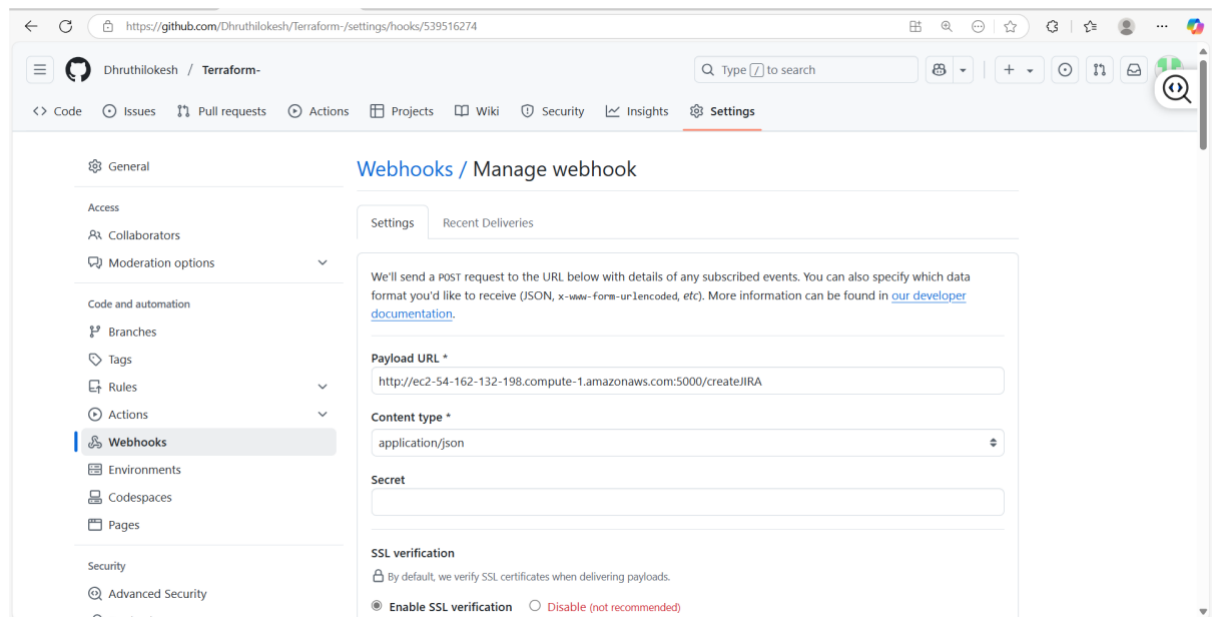 https://github.com/Dhruthilokesh/Terraform-/settings/hooks/539516274
Dhruthilokesh / Terraform-
Type / to search
Code Issues Pull requests Actions Projects Wiki Security Insights Settings
General
Access
Collaborators
Moderation options
Code and automation
Branches
Tags
Rules
Actions
Webhooks
Environments
Codespaces
Pages
Security
Advanced Security
Webhooks / Manage webhook
Settings Recent Deliveries
We'll send a POST request to the URL below with details of any subscribed events. You can also specify which data
format you'd like to receive (JSON, x-www-form-urlencoded, etc). More information can be found in our developer
documentation.
Payload URL *
http://ec2-54-162-132-198.compute-1.amazonaws.com:5000/createJIRA
Content type *
application/json
Secret
SSL verification
By default, we verify SSL certificates when delivering payloads.
Enable SSL verification Disable (not recommended)